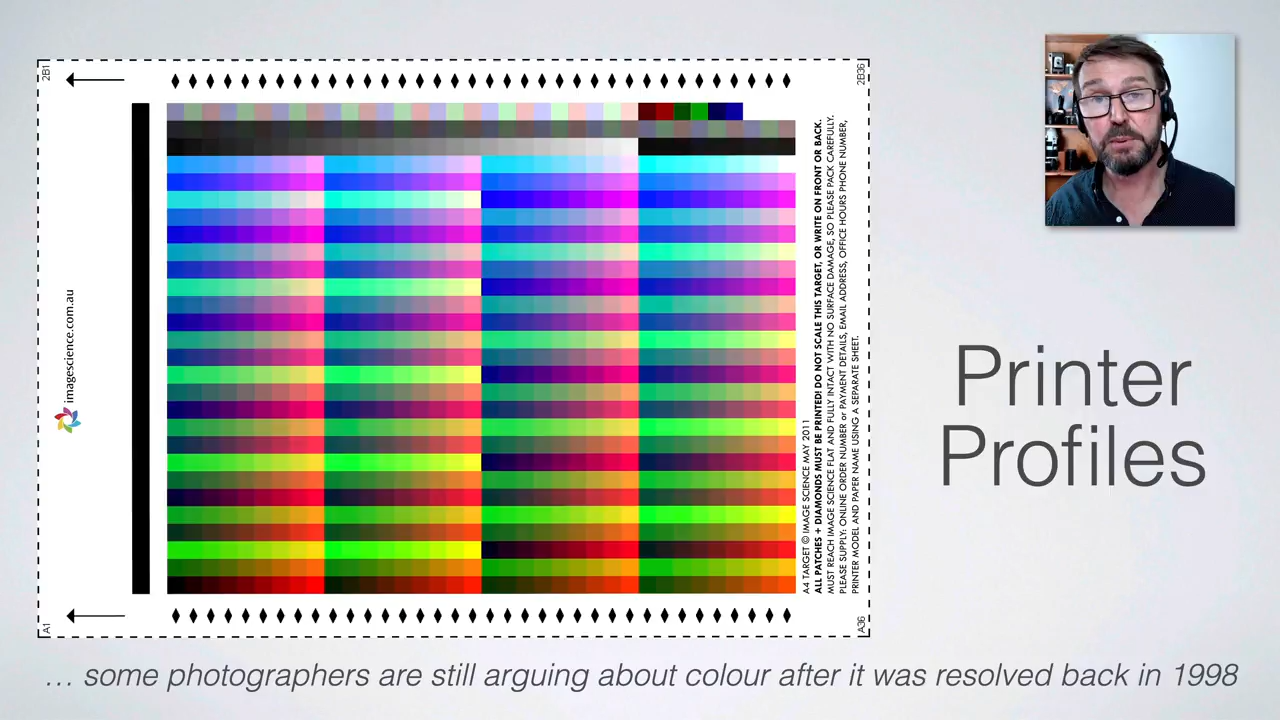 2B1
2B36
imagescience.com.au
A4 TARGET © IMAGE SCIENCE MAY 2011
ALL PATCHES + DIAMONDS MUST BE PRINTED! DO NOT SCALE THIS TARGET, OR WRITE ON FRONT OR BACK.
MUST REACH IMAGE SCIENCE FLAT AND FULLY INTACT WITH NO SURFACE DAMAGE, SO PLEASE PACK CAREFULLY.
PLEASE SUPPLY: ONLINE ORDER NUMBER or PAYMENT DETAILS, EMAIL ADDRESS, OFFICE HOURS PHONE NUMBER,
PRINTER MODEL AND PAPER NAME USING A SEPARATE SHEET.
A1
A36
Printer
Profiles
... some photographers are still arguing about colour after it was resolved back in 1998